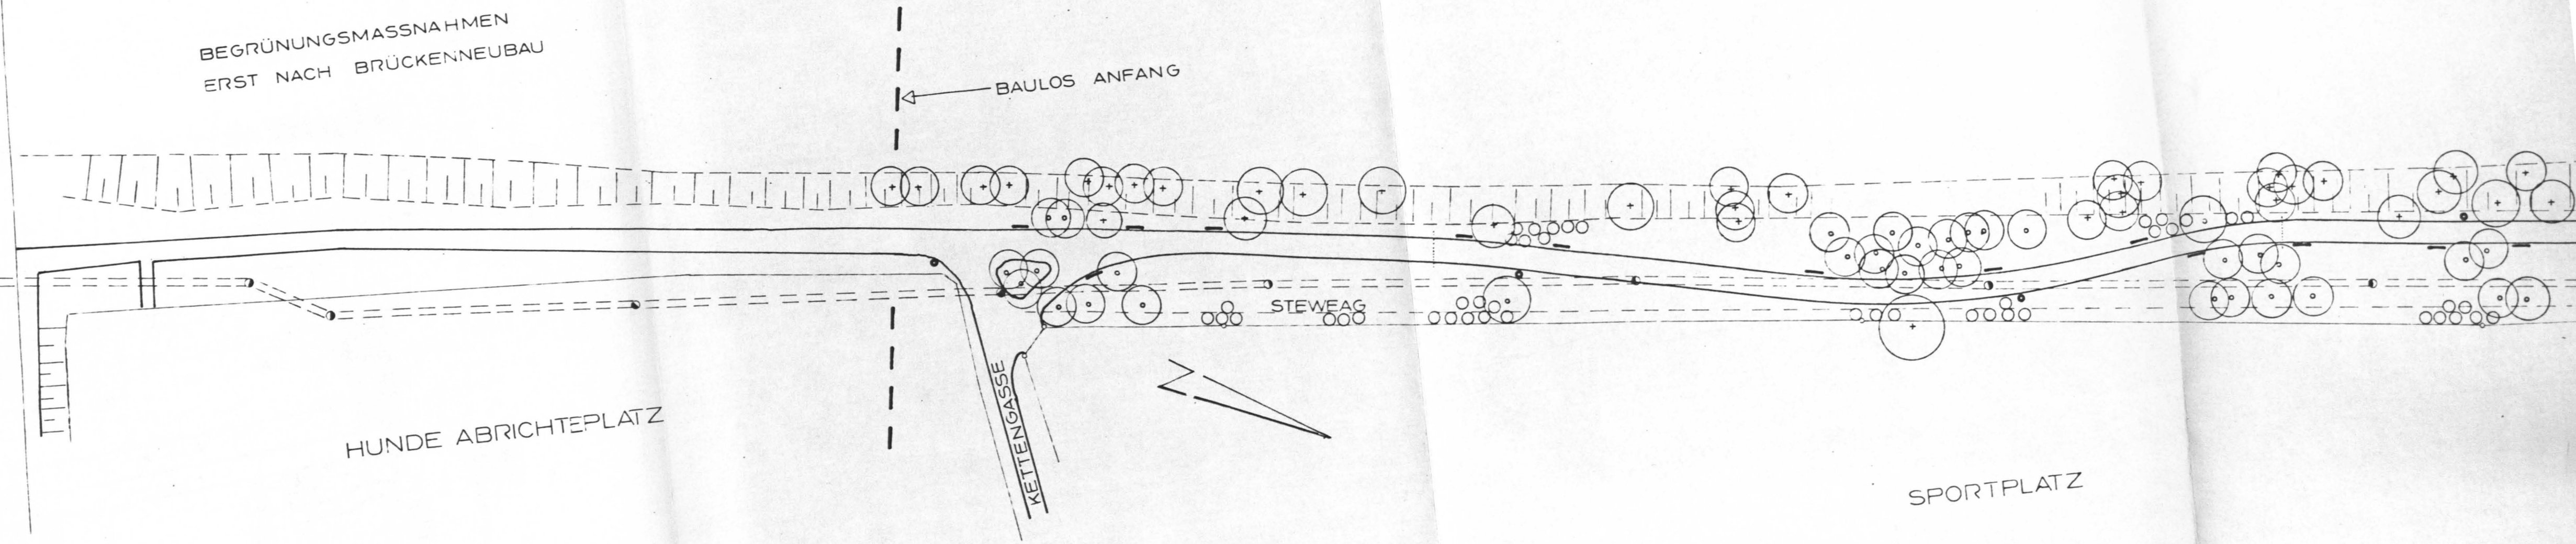 BEGRÜNUNGSMASSNAHMEN
ERST NACH BRÜCKENNEUBAU
BAULOS ANFANG
STEWEAG
KETTENGASSE
HUNDE ABRICHTEPLATZ
SPORTPLATZ